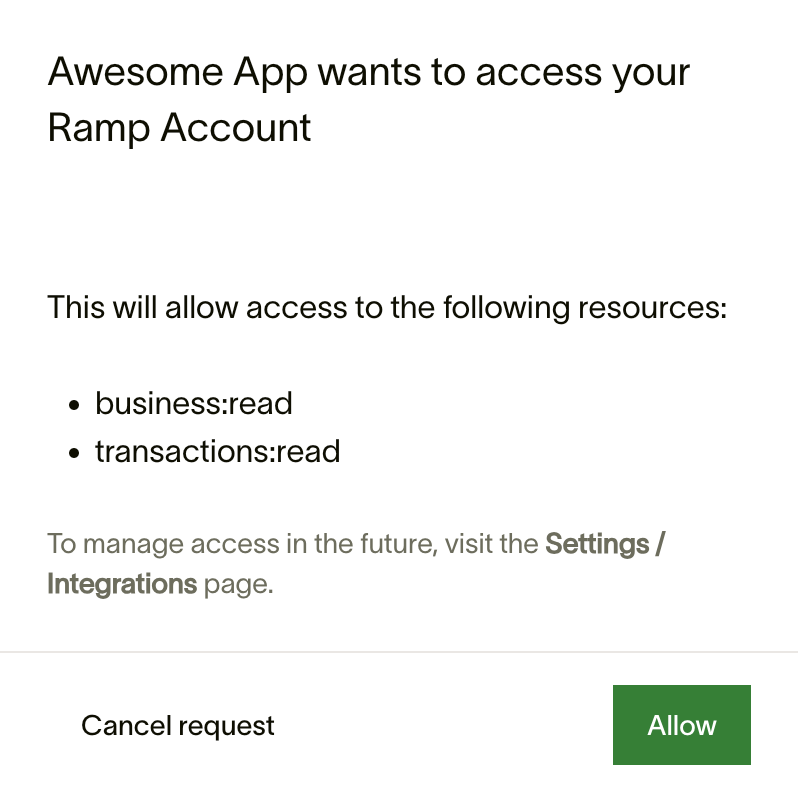 Awesome App wants to access your
Ramp Account
This will allow access to the following resources:
• business:read
• transactions:read
To manage access in the future, visit the Settings /
Integrations page.
Cancel request
Allow